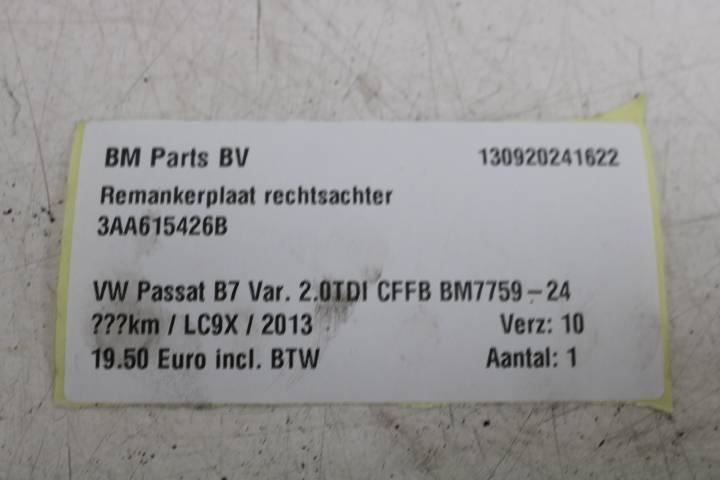 BM Parts BV 130920241622
Remankerplaat rechtsachter
3AA615426B
VW Passat B7 Var. 2.0TDI CFFB BM7759-24
???km / LC9X / 2013 Verz: 10
19.50 Euro incl. BTW Aantal: 1